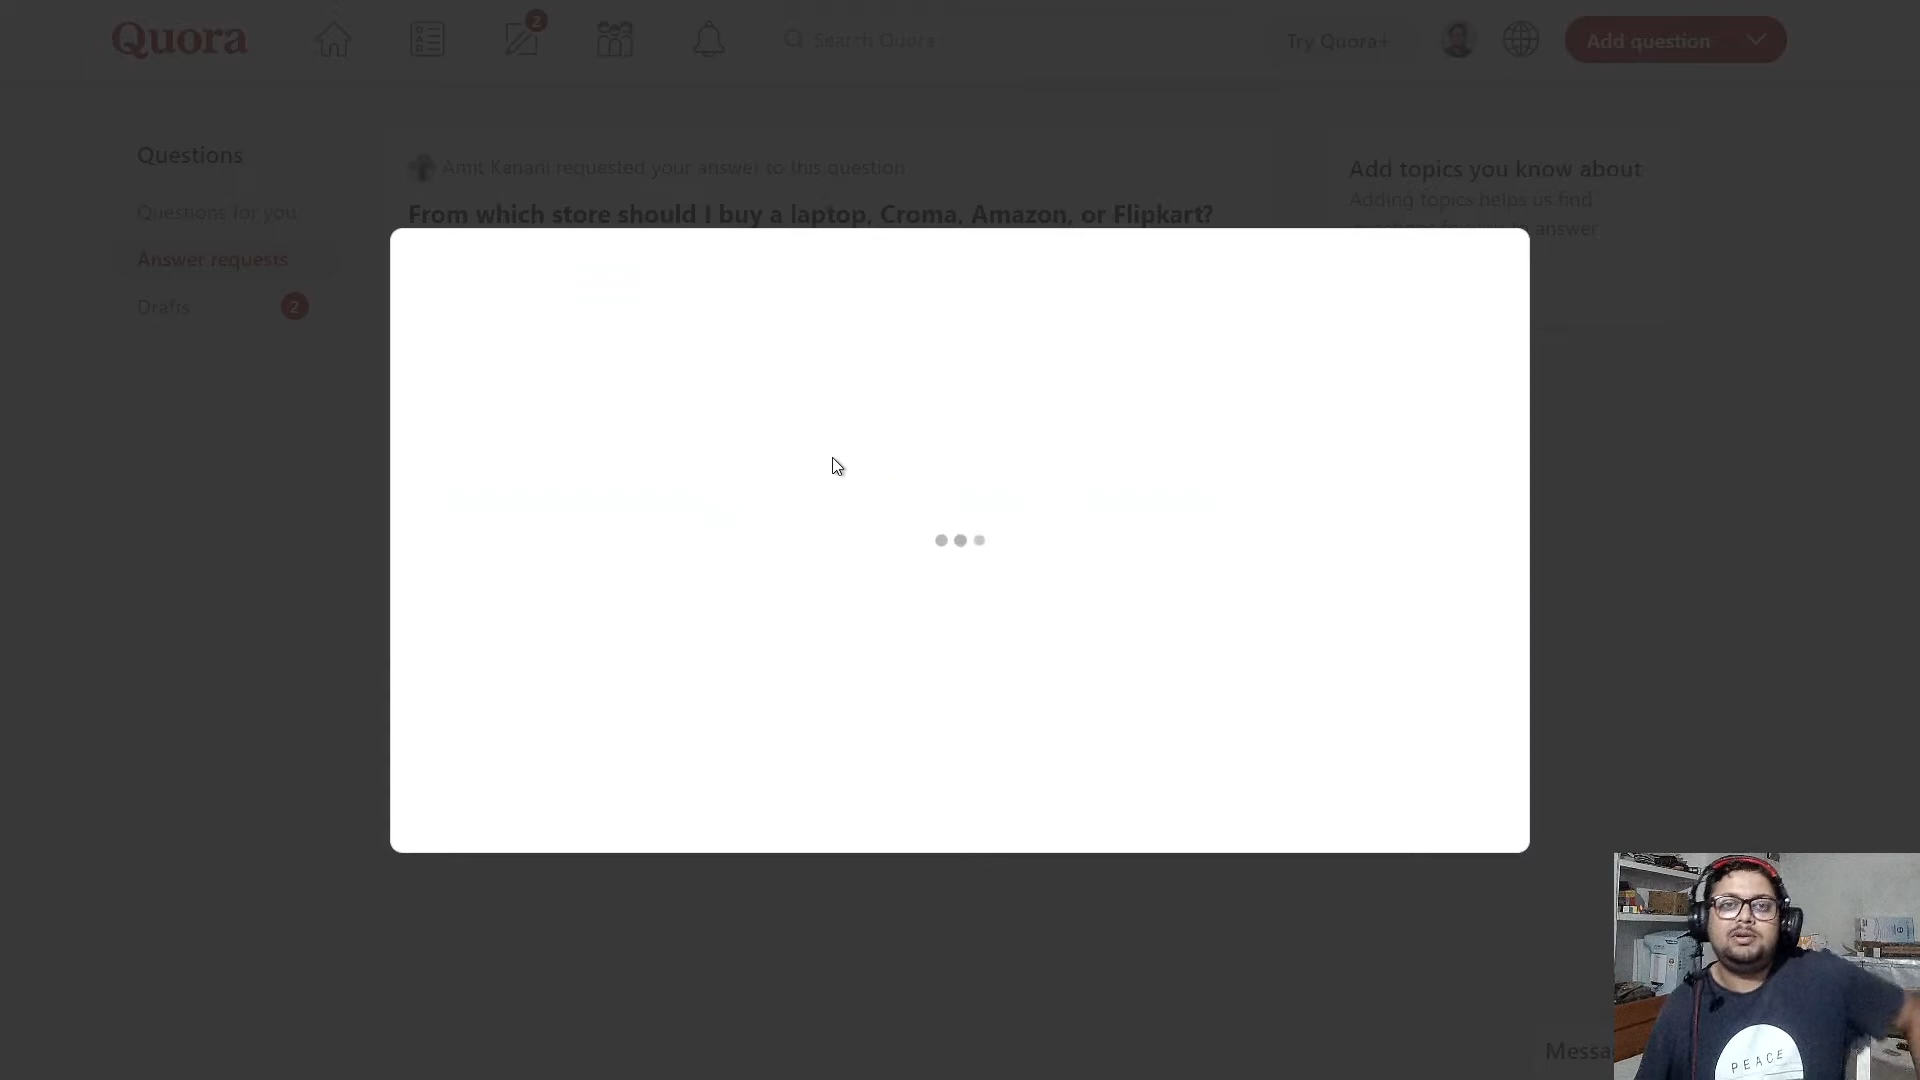 Quora
2
Search Quora
Try Quora+
Add question
Questions
Questions for you
Answer requests
Drafts
2
Amit Kanani requested your answer to this question
From which store should I buy a laptop, Croma, Amazon, or Flipkart?
Add topics you know about
Adding topics helps us find
answer
Messa
PEACE